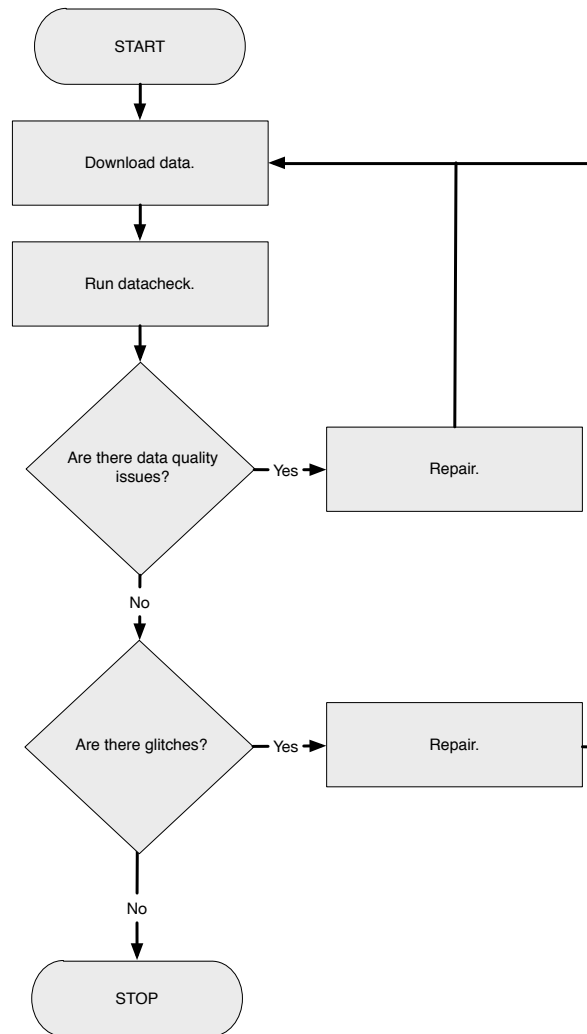 START
Download data.
Run datacheck.
Are there data quality
issues?
Yes
Repair.
No
Are there glitches?
Yes
Repair.
No
STOP